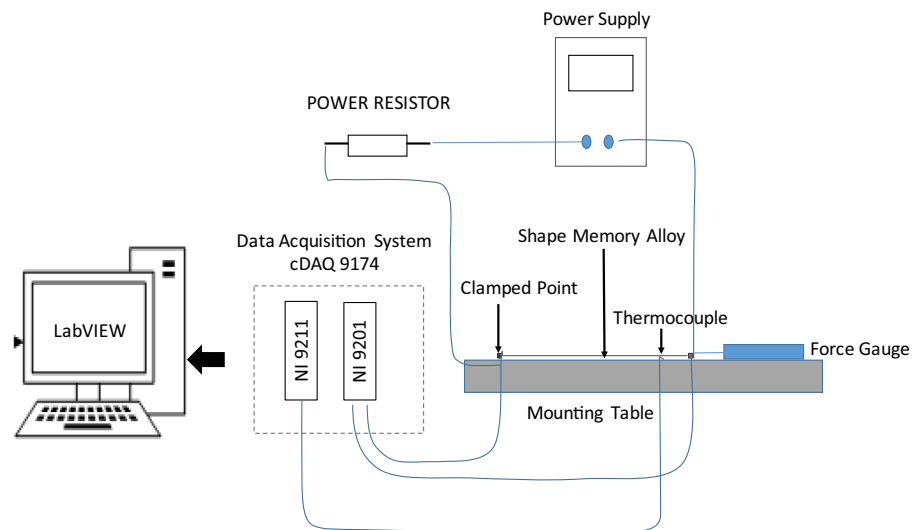 Power Supply
POWER RESISTOR
Data Acquisition System
cDAQ 9174
Shape Memory Alloy
Clamped Point
Thermocouple
LabVIEW
NI 9211
NI 9201
Force Gauge
Mounting Table